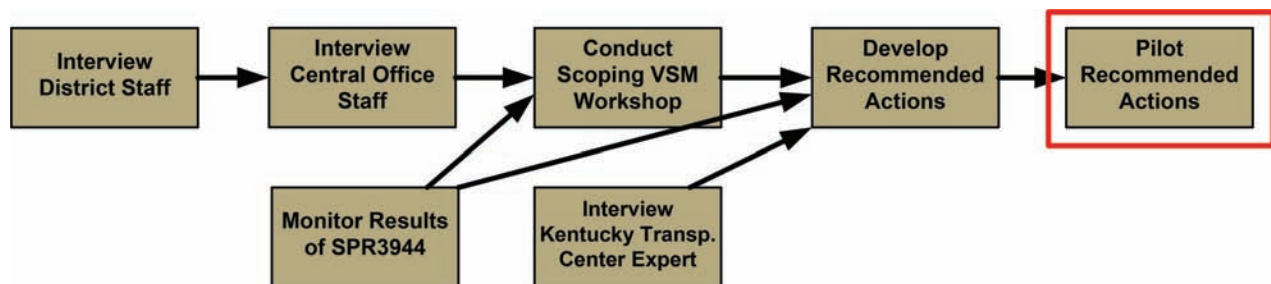 Interview
District Staff
Interview
Central Office
Staff
Conduct
Scoping VSM
Workshop
Develop
Recommended
Actions
Pilot
Recommended
Actions
Monitor Results
of SPR3944
Interview
Kentucky Transp.
Center Expert